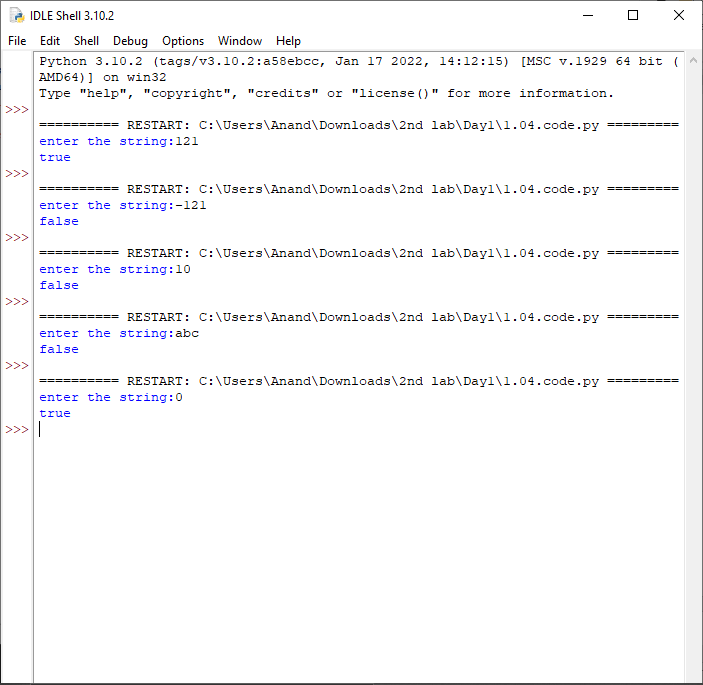 IDLE Shell 3.10.2
File Edit Shell Debug Options Window Help
Python 3.10.2 (tags/v3.10.2:a58ebcc, Jan 17 2022, 14:12:15) [MSC v.1929 64 bit (
AMD64)] on win32
Type "help", "copyright", "credits" or "license()" for more information.
>>>
========== RESTART: C:\Users\Anand\Downloads\2nd lab\Day1\1.04.code.py =========
enter the string:121
true
>>>
========== RESTART: C:\Users\Anand\Downloads\2nd lab\Day1\1.04.code.py =========
enter the string:-121
false
>>>
========== RESTART: C:\Users\Anand\Downloads\2nd lab\Day1\1.04.code.py =========
enter the string:10
false
>>>
========== RESTART: C:\Users\Anand\Downloads\2nd lab\Day1\1.04.code.py =========
enter the string:abc
false
>>>
========== RESTART: C:\Users\Anand\Downloads\2nd lab\Day1\1.04.code.py =========
enter the string:0
true
>>>